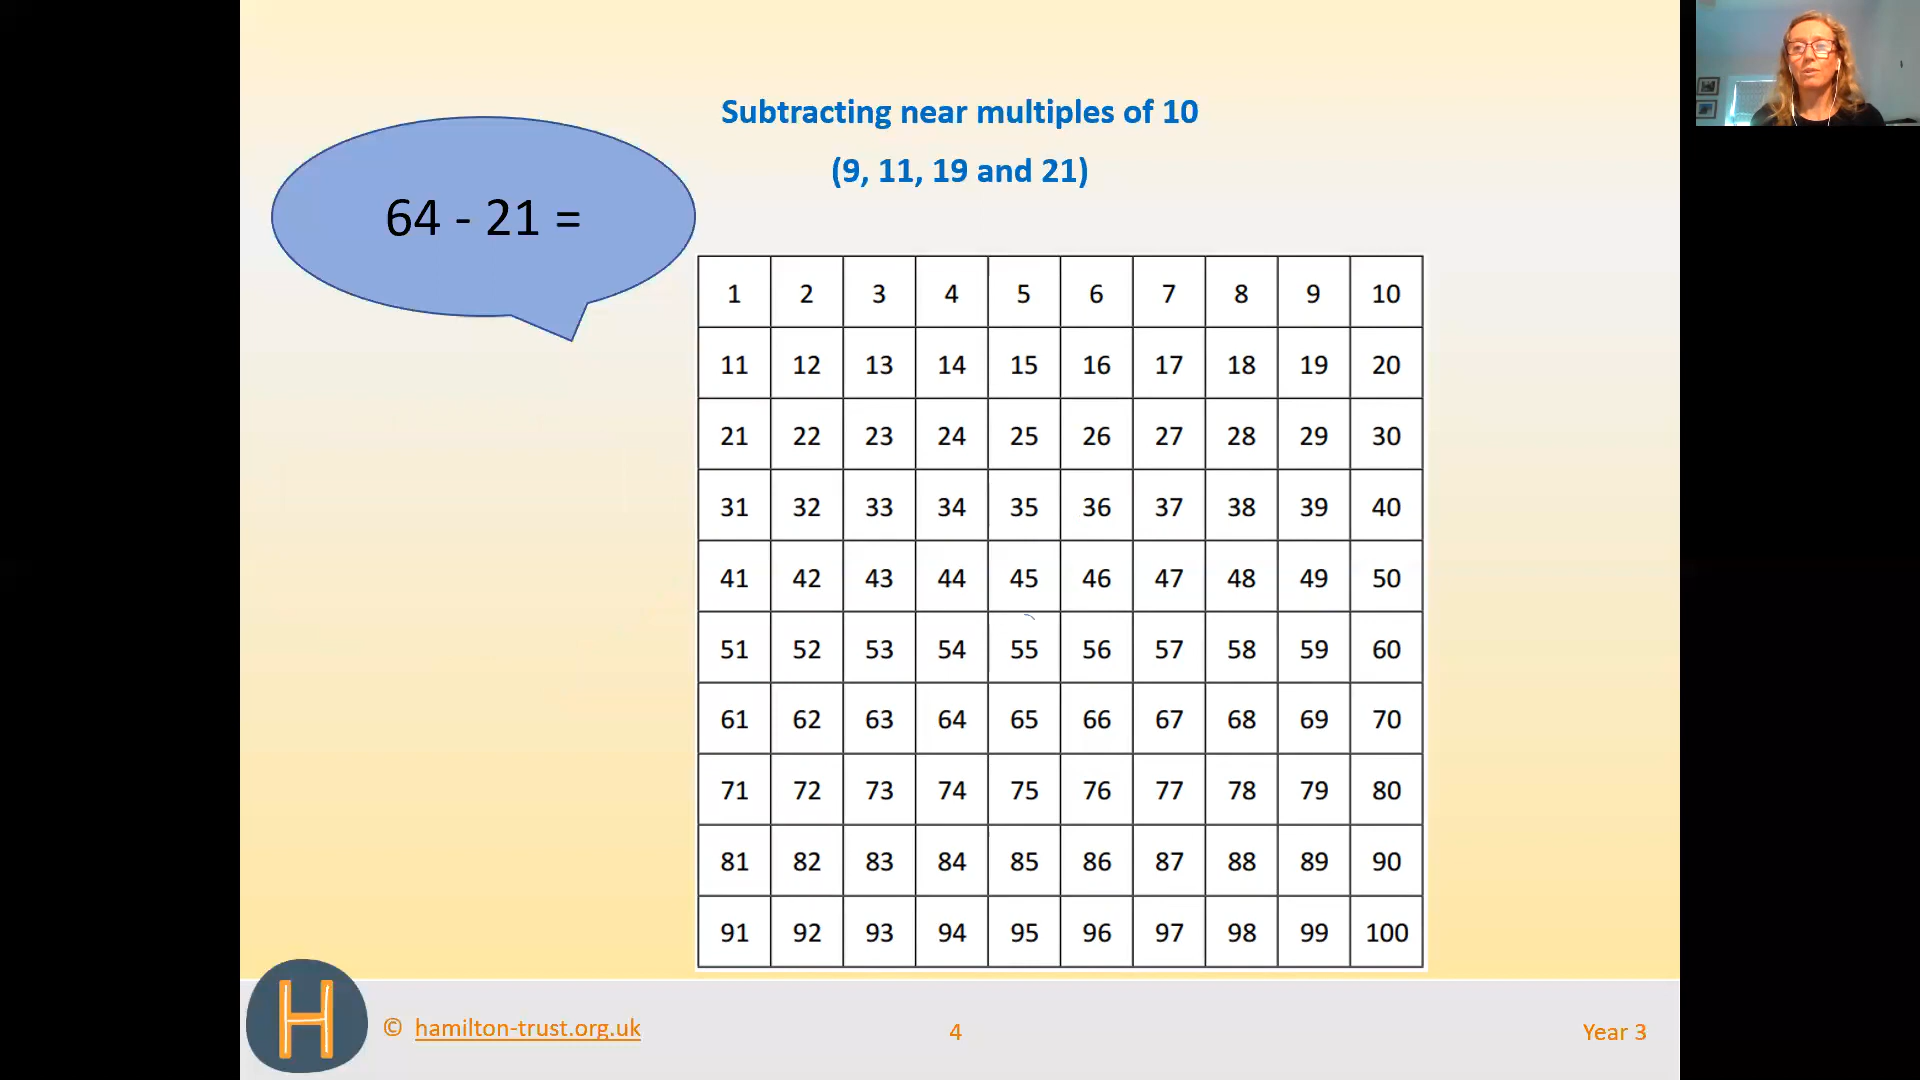 Subtracting near multiples of 10
(9, 11, 19 and 21)
64 - 21 =
1 2 3 4 5 6 7 8 9 10
11 12 13 14 15 16 17 18 19 20
21 22 23 24 25 26 27 28 29 30
31 32 33 34 35 36 37 38 39 40
41 42 43 44 45 46 47 48 49 50
51 52 53 54 55 56 57 58 59 60
61 62 63 64 65 66 67 68 69 70
71 72 73 74 75 76 77 78 79 80
81 82 83 84 85 86 87 88 89 90
91 92 93 94 95 96 97 98 99 100
H © hamilton-trust.org.uk 4 Year 3